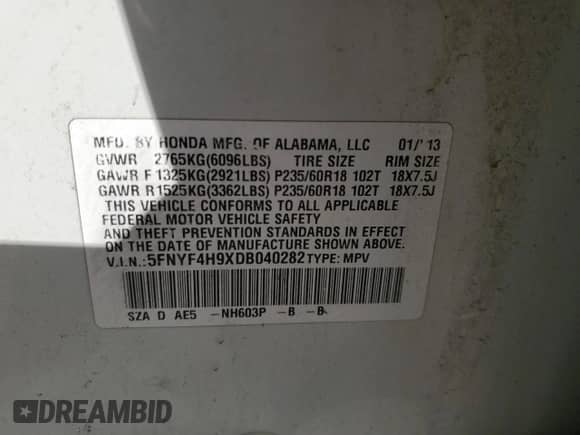 MFD. BY HONDA MFG. OF ALABAMA, LLC 01/'13
GVWR 2765KG(6096LBS) TIRE SIZE RIM SIZE
GAWR F 1325KG(2921LBS) P235/60R18 102T 18X7.5J
GAWR R 1525KG(3362LBS) P235/60R18 102T 18X7.5J
THIS VEHICLE CONFORMS TO ALL APPLICABLE
FEDERAL MOTOR VEHICLE SAFETY
AND THEFT PREVENTION STANDARDS IN EFFECT
ON THE DATE OF MANUFACTURE SHOWN ABOVE.
V.I.N.:5FNYF4H9XDB040282 TYPE: MPV
SZA D AE5 -NH603P -B -B
DREAMBID